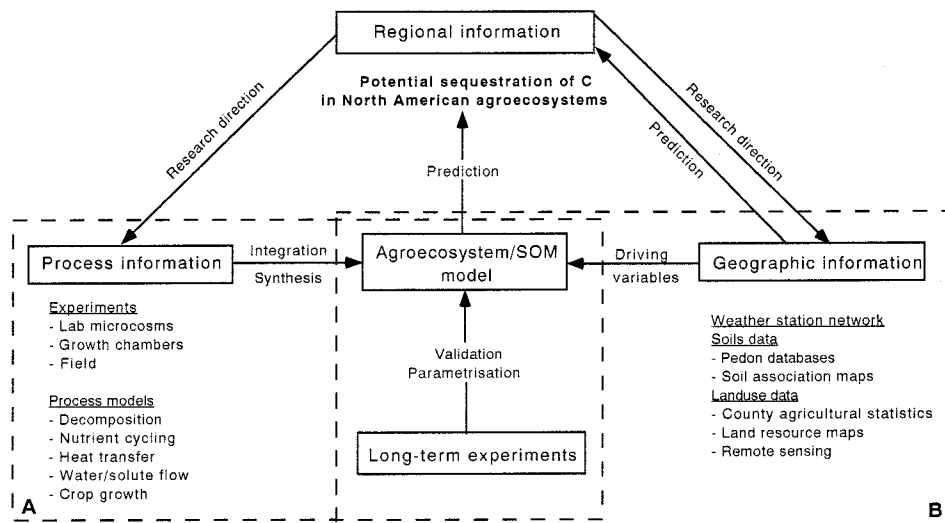 Regional information
Potential sequestration of C
in North American agroecosystems
Research direction
Prediction
Research direction
Prediction
Process information
Integration
Synthesis
Agroecosystem/SOM
model
Driving
variables
Geographic information
Experiments
- Lab microcosms
- Growth chambers
- Field
Process models
- Decomposition
- Nutrient cycling
- Heat transfer
- Water/solute flow
- Crop growth
Validation
Parametrisation
Long-term experiments
Weather station network
Soils data
- Pedon databases
- Soil association maps
Landuse data
- County agricultural statistics
- Land resource maps
- Remote sensing
A
B